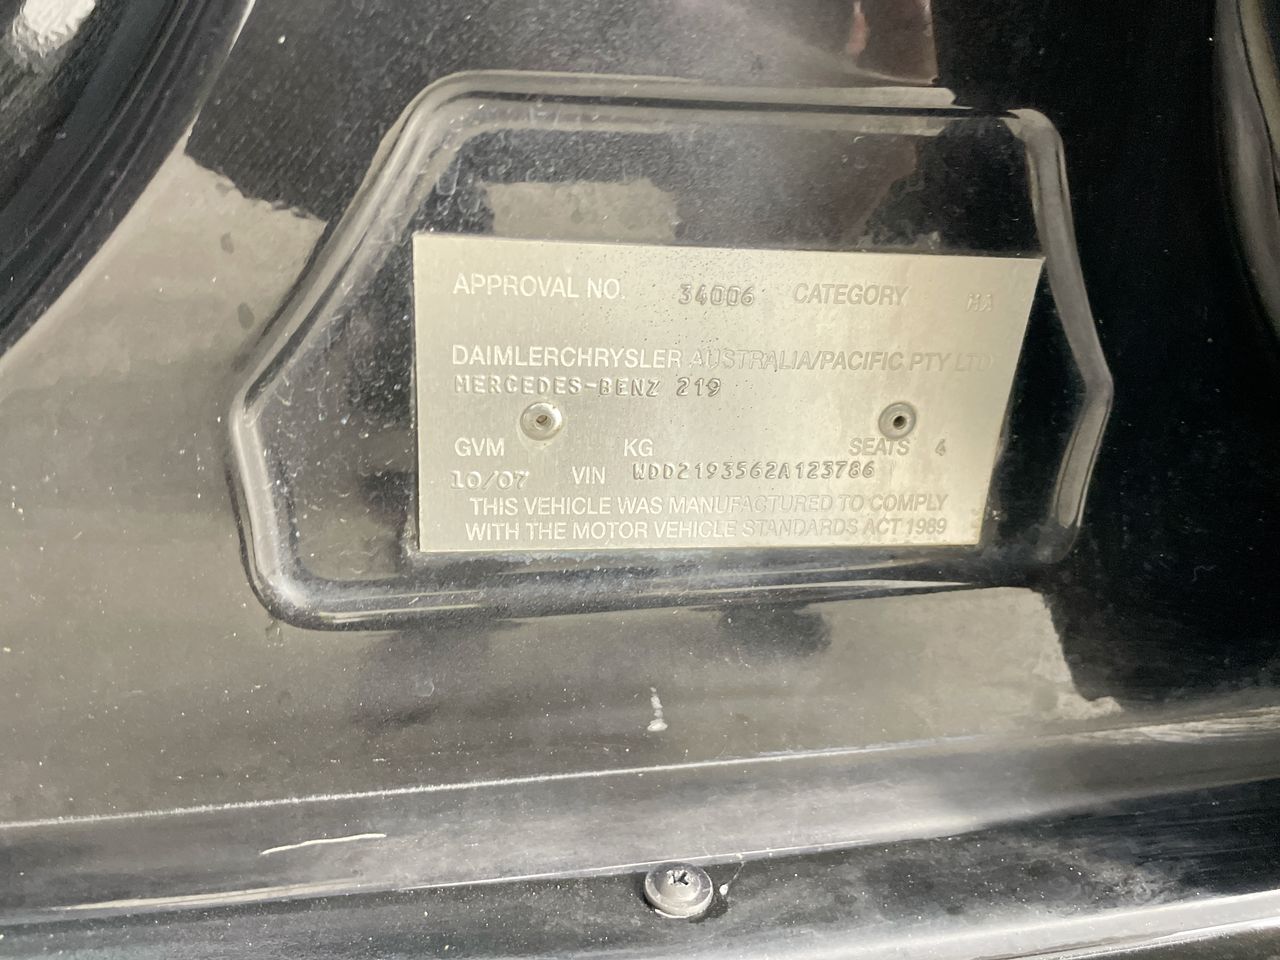 APPROVAL NO. 34006 CATEGORY MA
DAIMLERCHRYSLER AUSTRALIA/PACIFIC PTY LTD
MERCEDES-BENZ 219
GVM KG SEATS 4
10/07 VIN WDD2193562A123786
THIS VEHICLE WAS MANUFACTURED TO COMPLY
WITH THE MOTOR VEHICLE STANDARDS ACT 1989